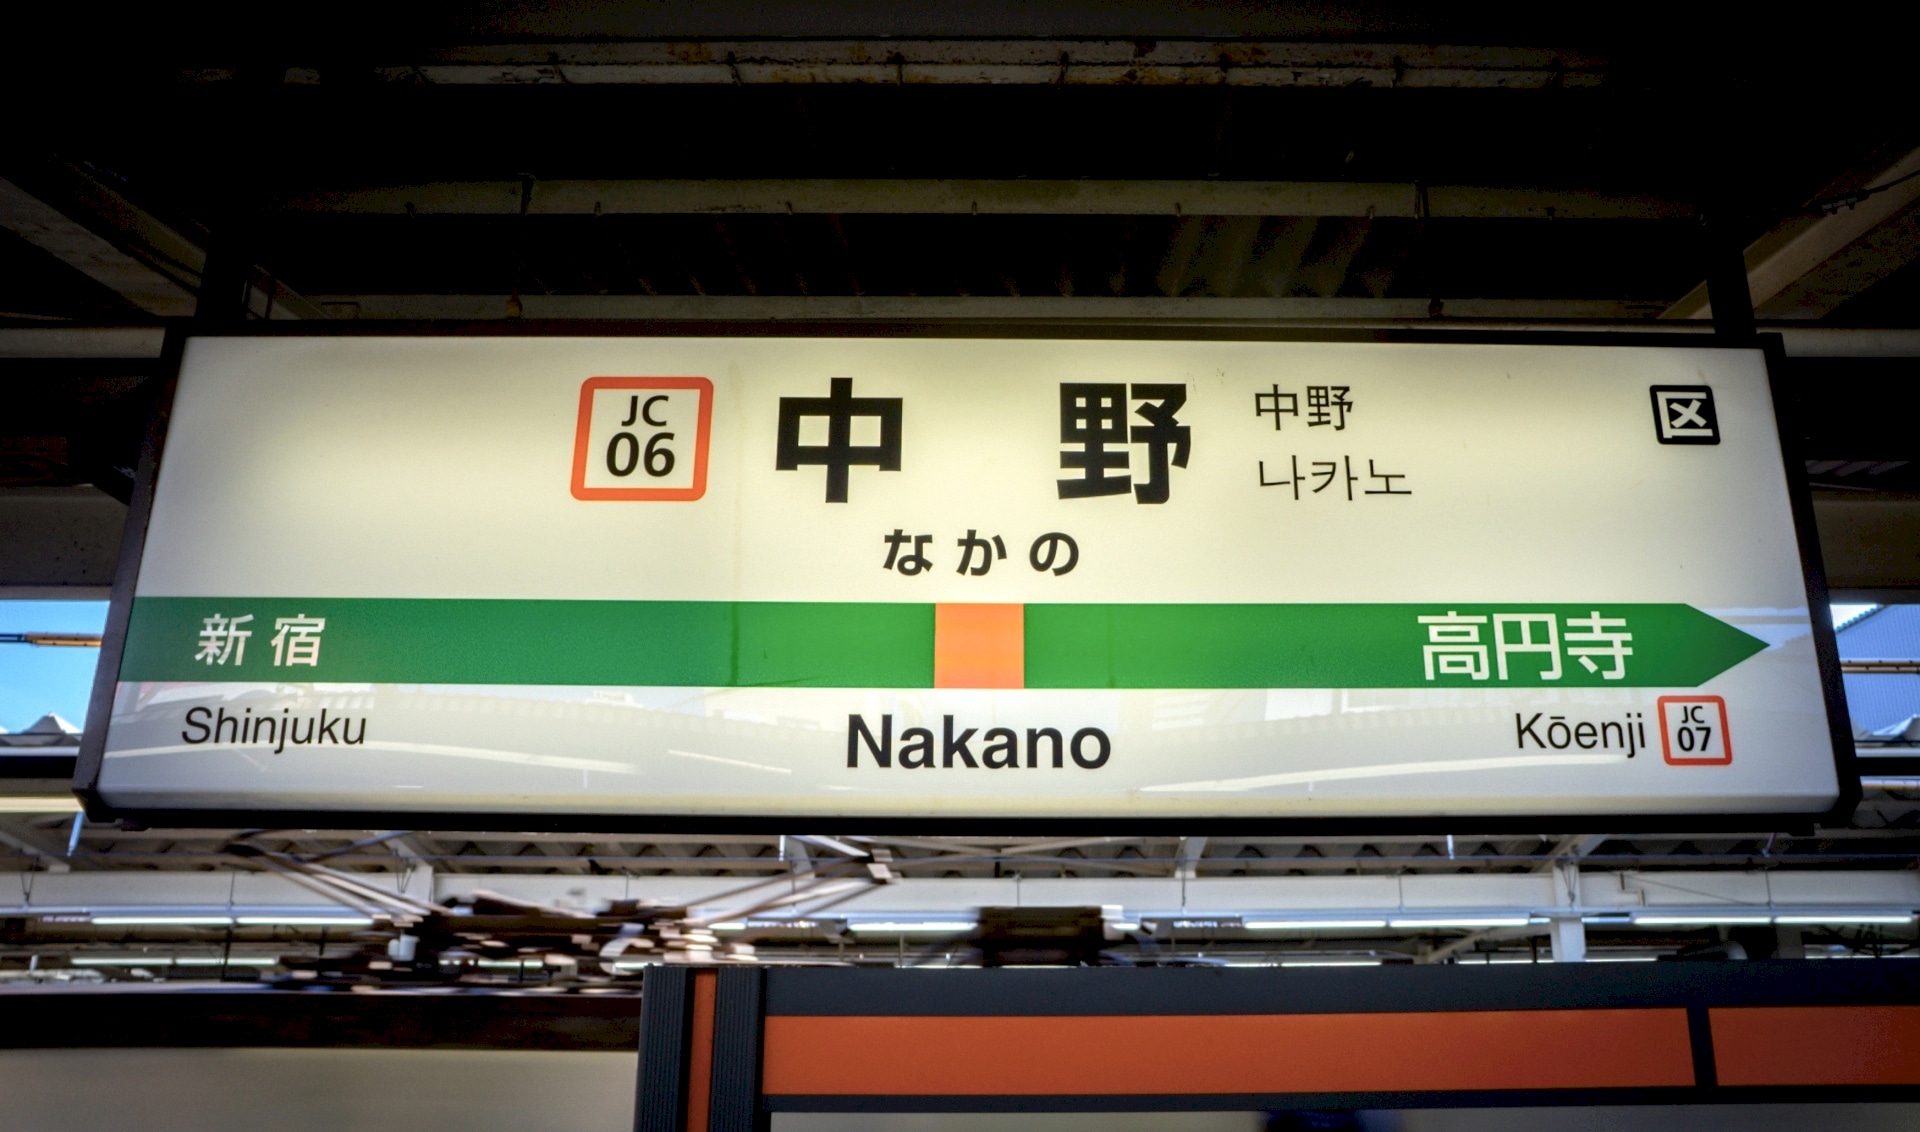 JC
06
中野
中野
나카노
区
なかの
新宿
高円寺
Shinjuku
Nakano
Kōenji
JC
07